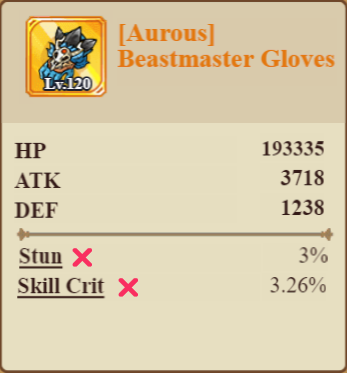 [Aurous]
Beastmaster Gloves
Lv.120
HP 193335
ATK 3718
DEF 1238
Stun 3%
Skill Crit 3.26%